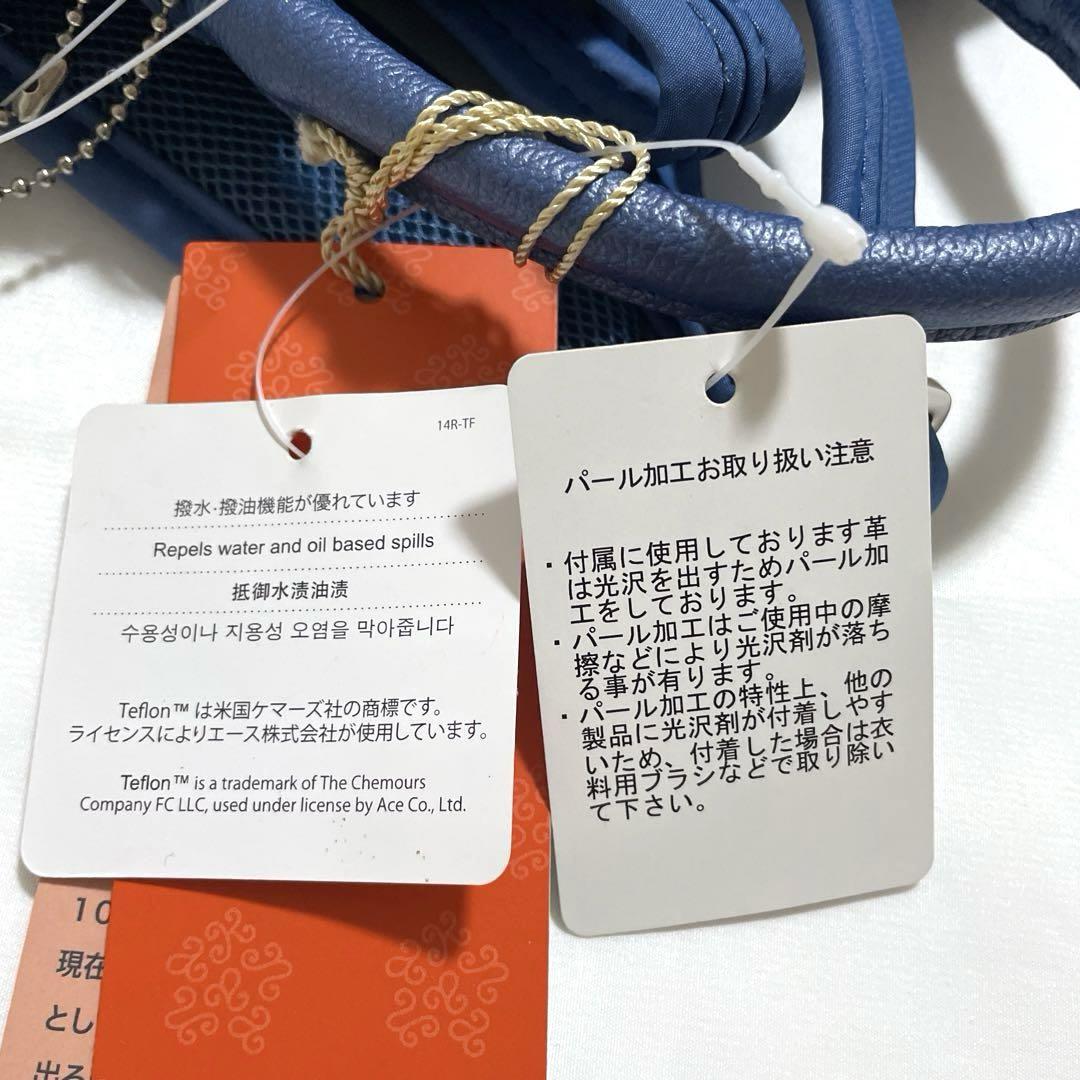 14R-TF
撥水·撥油機能が優れています
Repels water and oil based spills
抵御水渍油渍
수용성이나 지용성 오염을 막아줍니다
Teflon™ は米国ケマーズ社の商標です。
ライセンスによりエース株式会社が使用しています。
Teflon™ is a trademark of The Chemours
Company FC LLC, used under license by Ace Co., Ltd.
パール加工お取り扱い注意
・付属に使用しております革
は光沢を出すためパール加
工をしております。
・パール加工はご使用中の摩
擦などにより光沢剤が落ち
る事が有ります。
・パール加工の特性上、他の
製品に光沢剤が付着しやす
いため、付着した場合は衣
料用ブラシなどで取り除い
て下さい。
10
現在
とし
出る